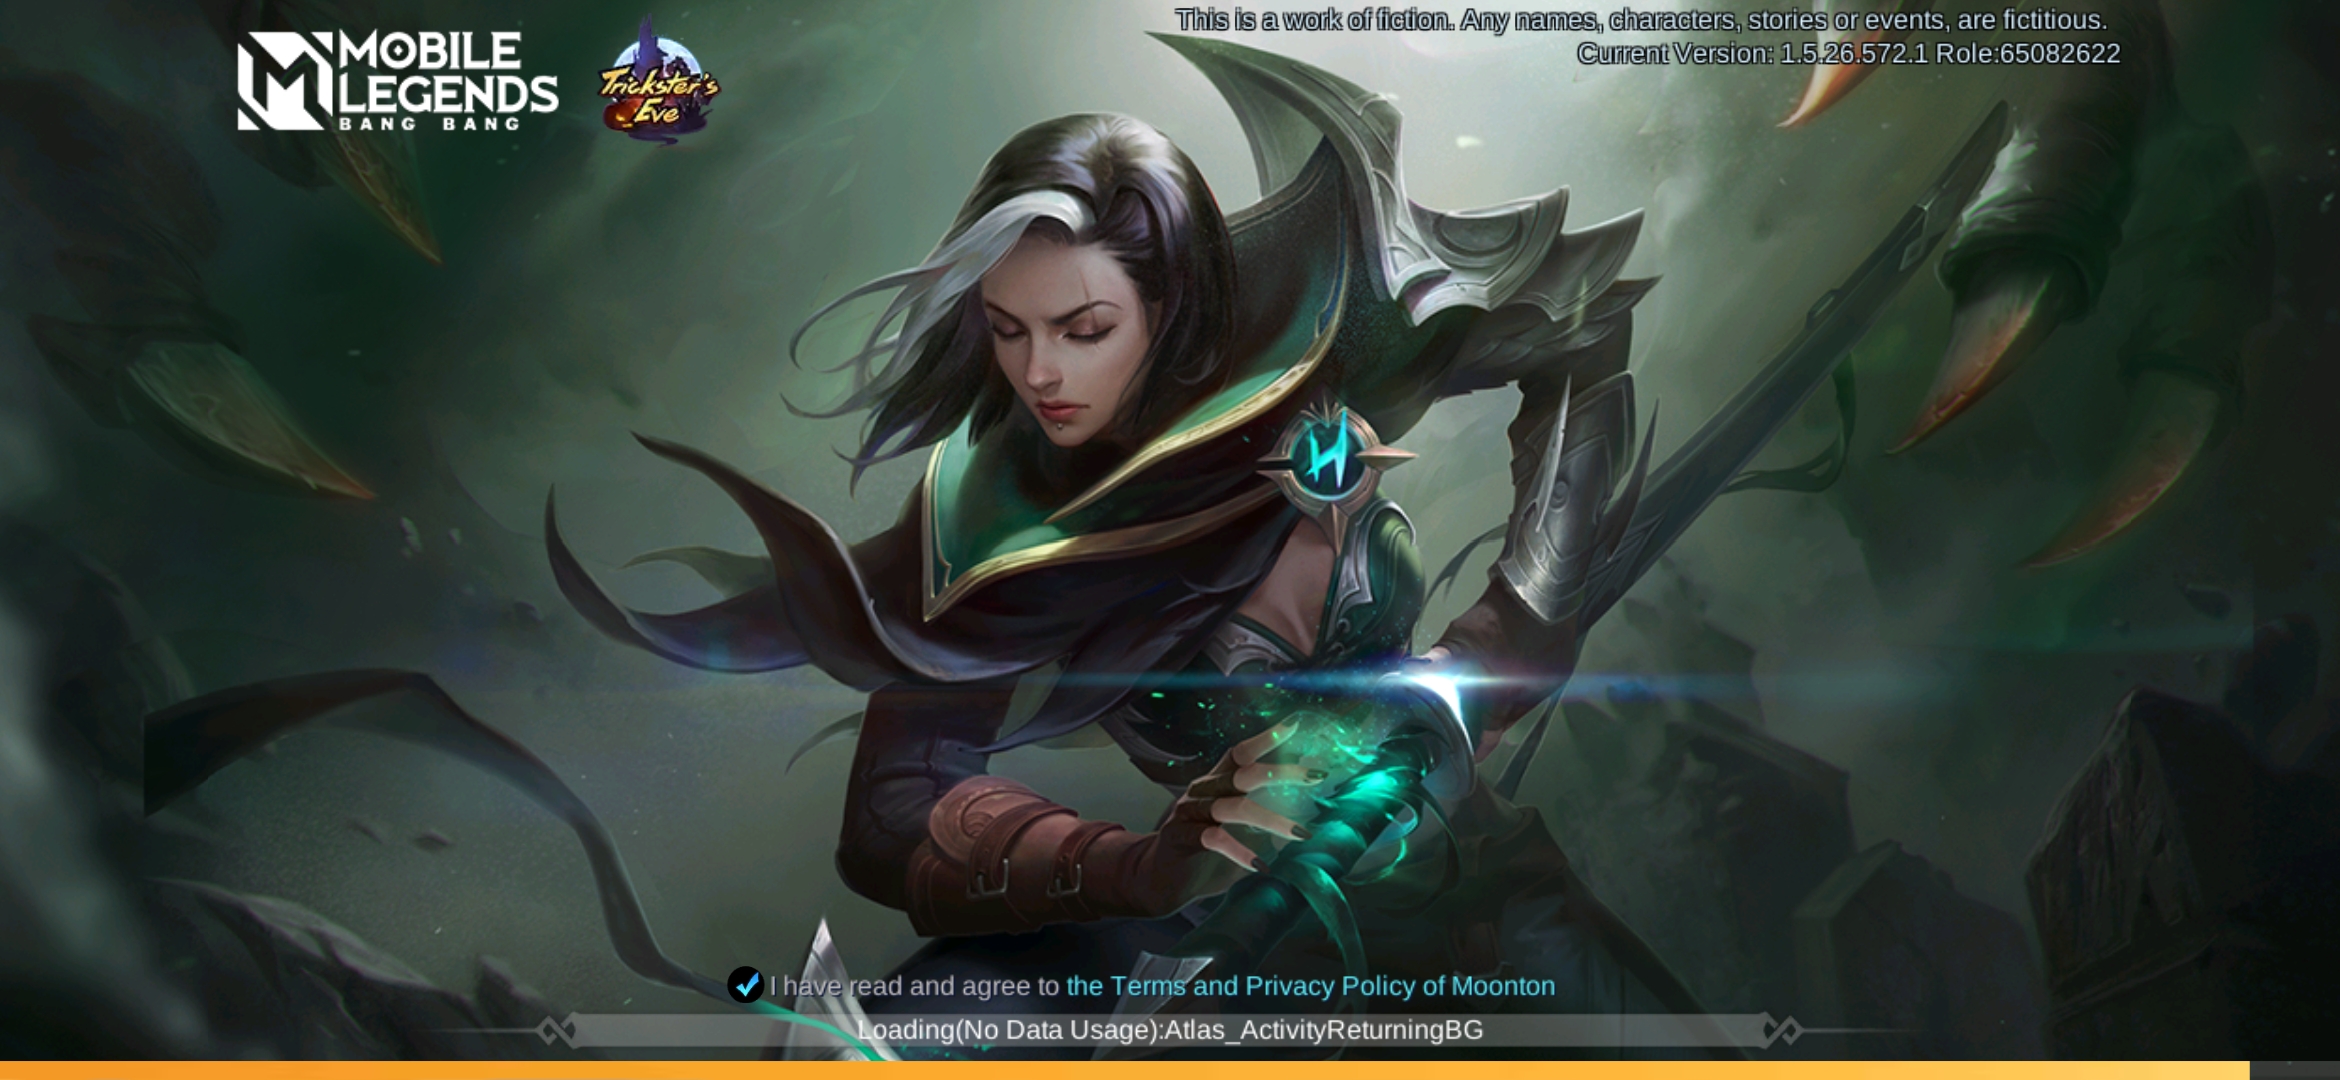 This is a work of fiction. Any names, characters, stories or events, are fictitious.
Current Version: 1.5.26.572.1 Role:65082622
MOBILE
LEGENDS
BANG BANG
Trickster's
Eve
I have read and agree to the Terms and Privacy Policy of Moonton
Loading(No Data Usage):Atlas_ActivityReturningBG